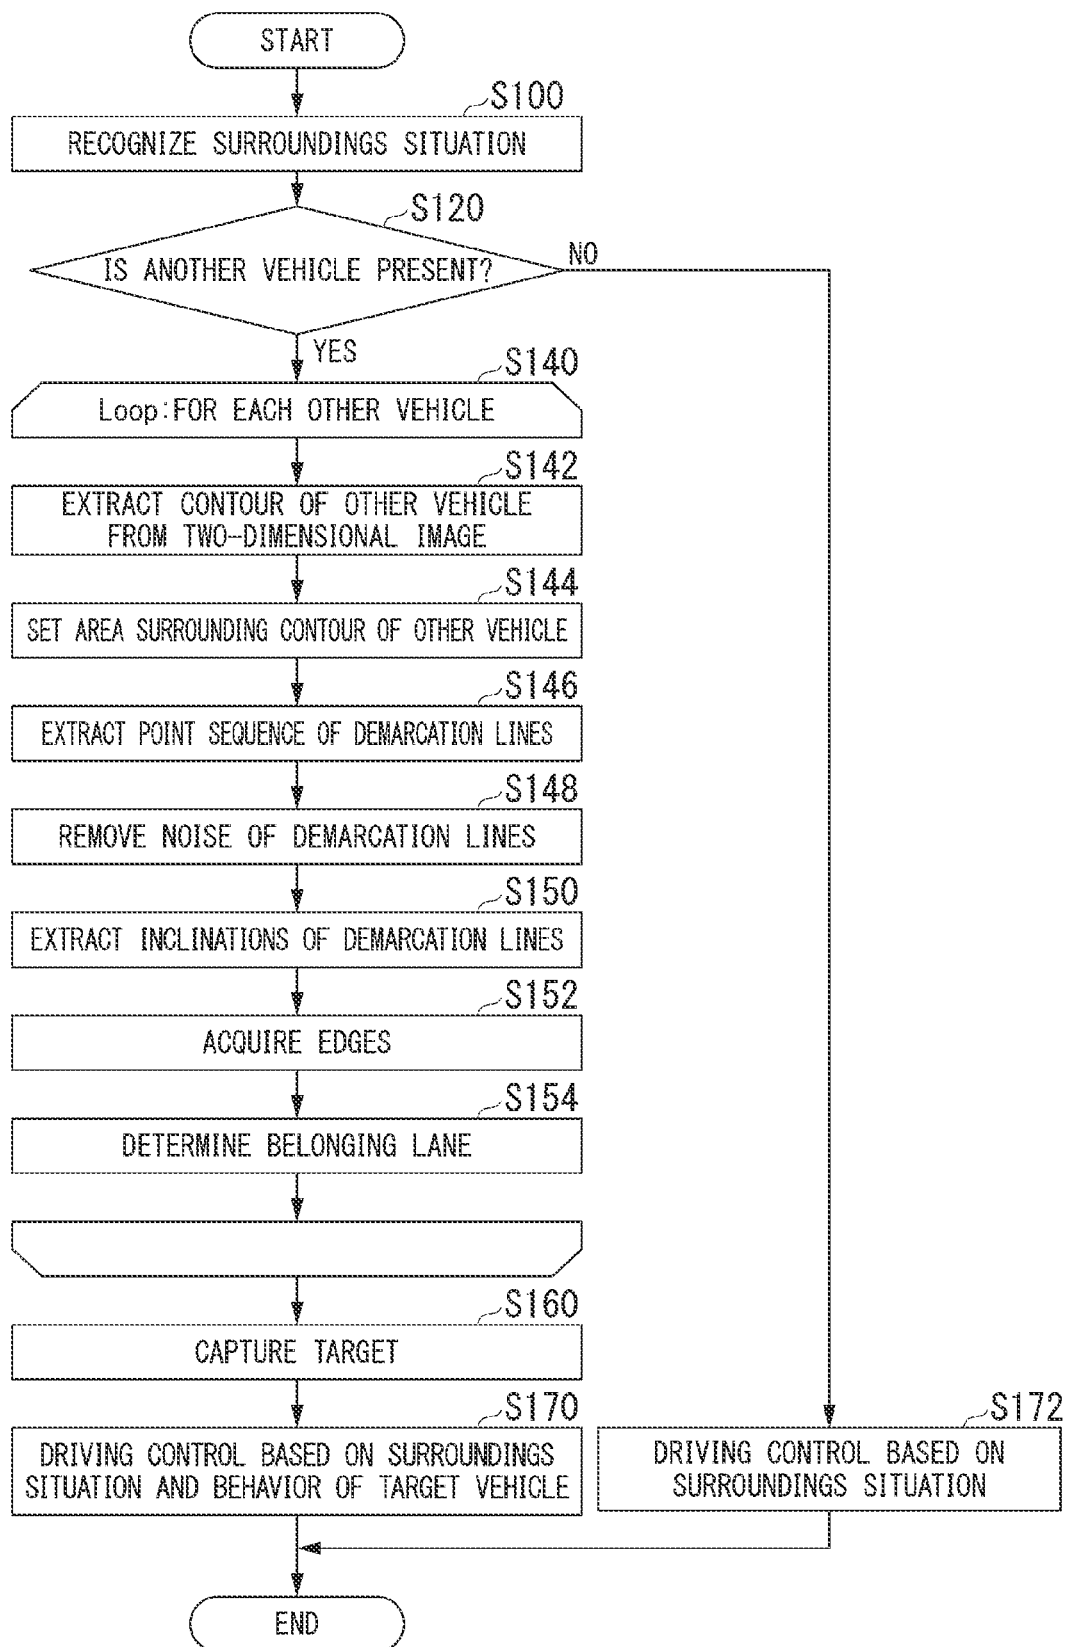 START
S100
RECOGNIZE SURROUNDINGS SITUATION
S120
IS ANOTHER VEHICLE PRESENT?
NO
YES
S140
Loop:FOR EACH OTHER VEHICLE
S142
EXTRACT CONTOUR OF OTHER VEHICLE
FROM TWO-DIMENSIONAL IMAGE
S144
SET AREA SURROUNDING CONTOUR OF OTHER VEHICLE
S146
EXTRACT POINT SEQUENCE OF DEMARCATION LINES
S148
REMOVE NOISE OF DEMARCATION LINES
S150
EXTRACT INCLINATIONS OF DEMARCATION LINES
S152
ACQUIRE EDGES
S154
DETERMINE BELONGING LANE
S160
CAPTURE TARGET
S170
DRIVING CONTROL BASED ON SURROUNDINGS
SITUATION AND BEHAVIOR OF TARGET VEHICLE
S172
DRIVING CONTROL BASED ON
SURROUNDINGS SITUATION
END